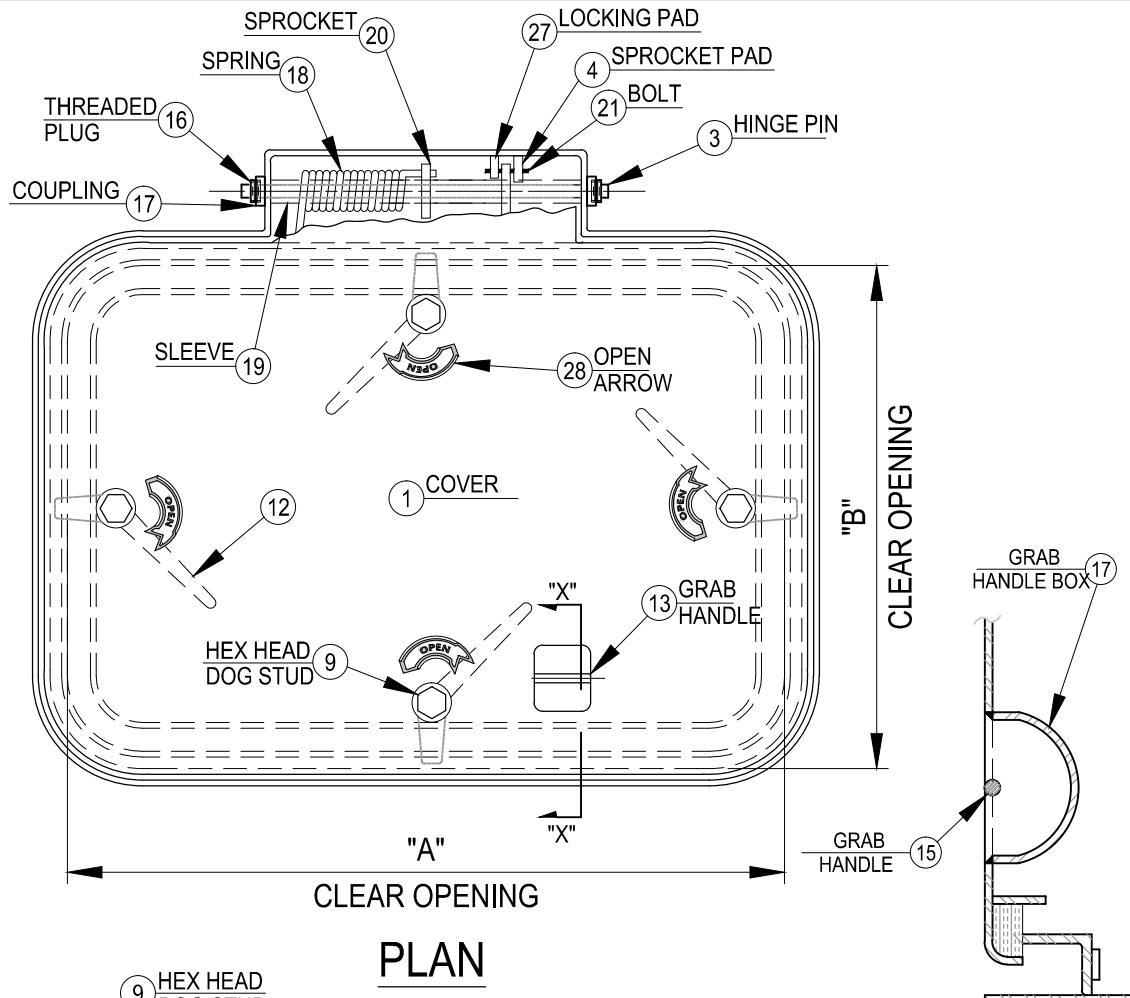 SPROCKET 20
27 LOCKING PAD
SPRING 18
4 SPROCKET PAD
21 BOLT
THREADED
PLUG 16
3 HINGE PIN
COUPLING 17
SLEEVE 19
OPEN
28 OPEN
ARROW
OPEN
OPEN
1 COVER
12
"B"
CLEAR OPENING
"X"
13 GRAB
HANDLE
GRAB
HANDLE BOX 17
HEX HEAD
DOG STUD 9
OPEN
"X"
"A"
CLEAR OPENING
GRAB
HANDLE 15
PLAN
9 HEX HEAD